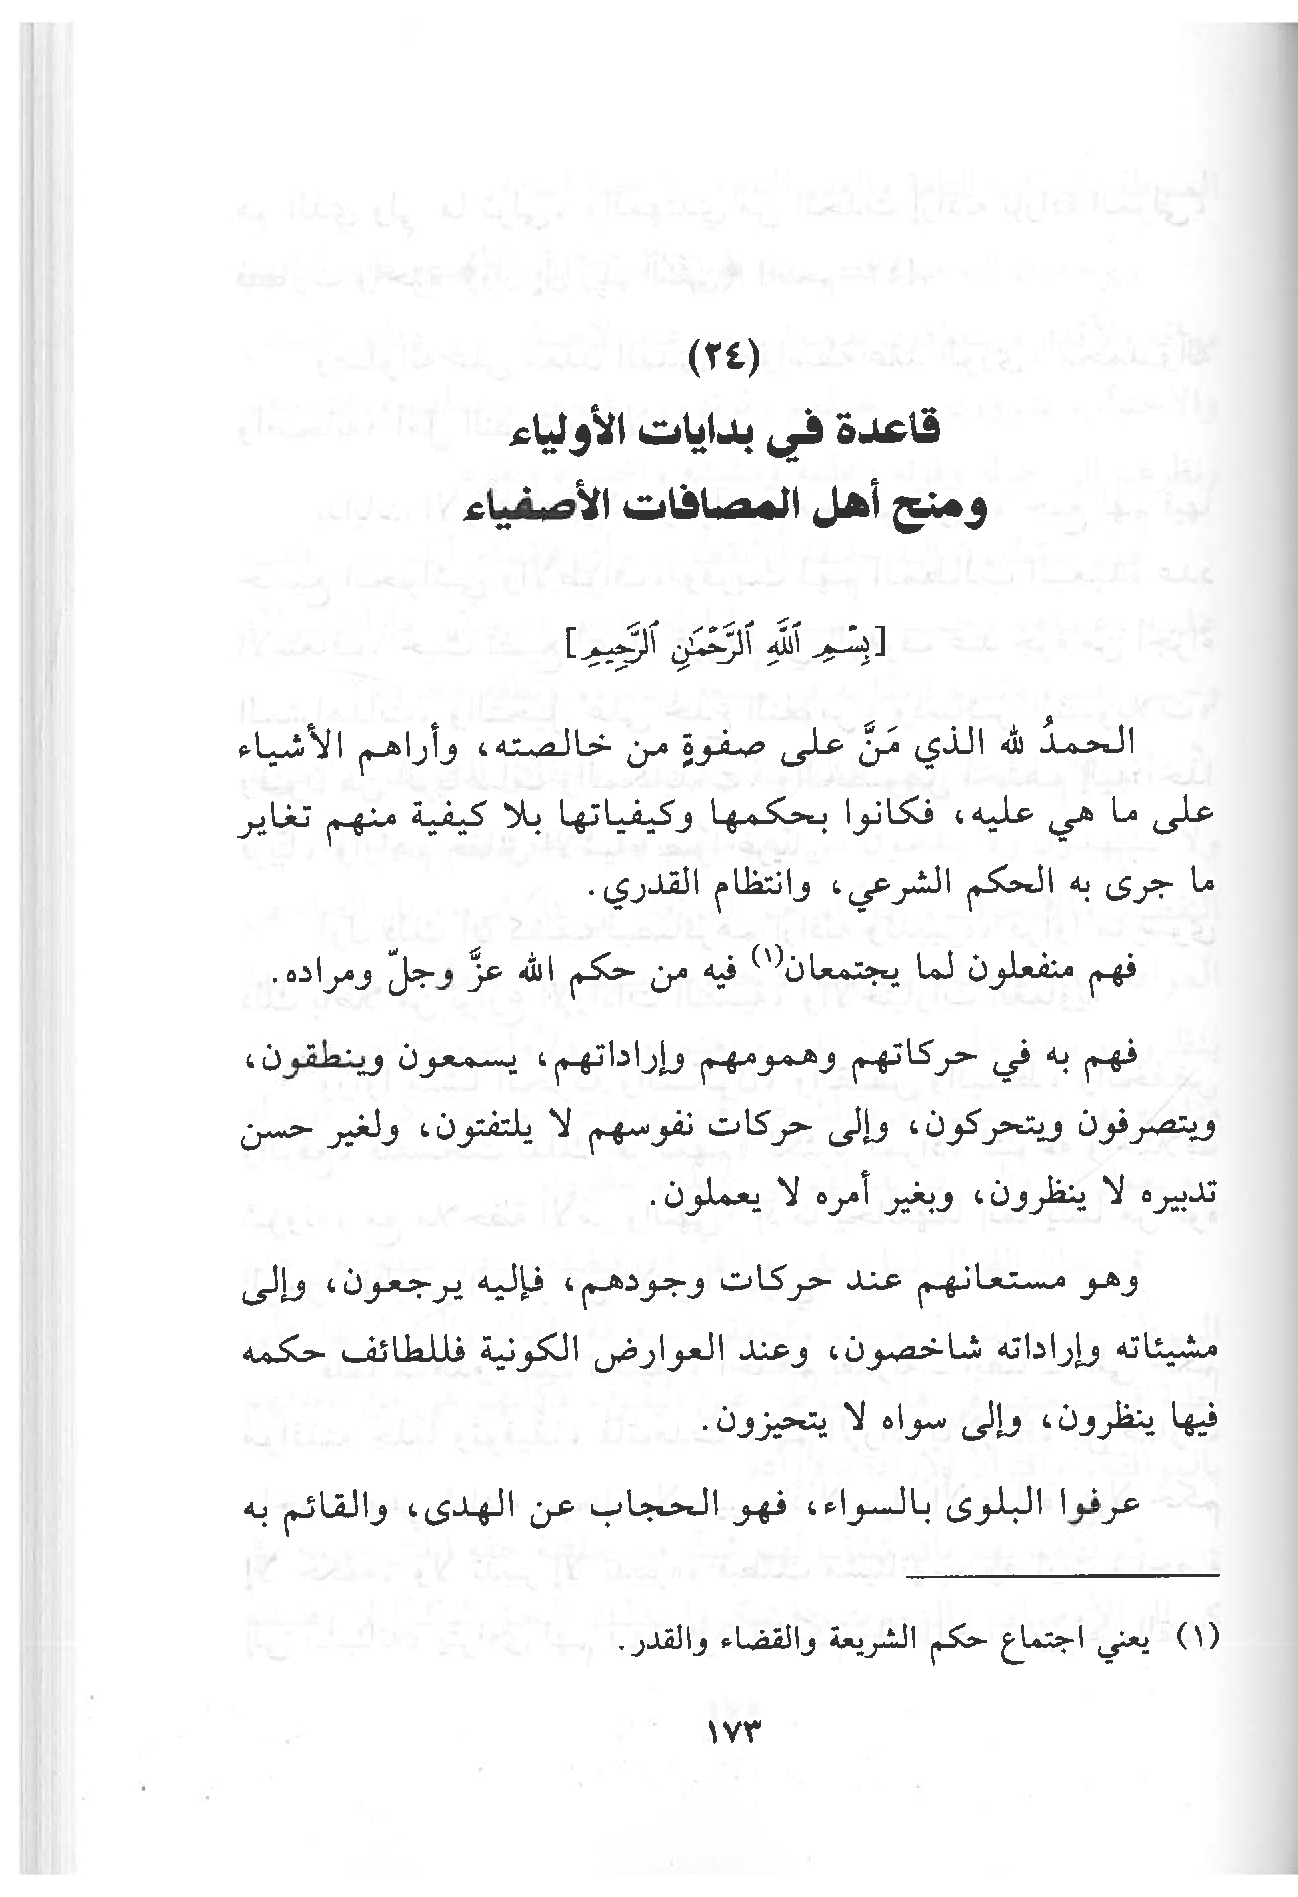 (٢٤)
قاعدة في بدايات الأولياء
ومنح أهل المصافات الأصفياء
[بِسْمِ ٱللَّهِ ٱلرَّحْمَٰنِ ٱلرَّحِيمِ]
الحمدُ لله الذي مَنَّ على صفوةٍ من خالصته، وأراهم الأشياء
على ما هي عليه، فكانوا بحكمها وكيفياتها بلا كيفية منهم تغاير
ما جرى به الحكم الشرعي، وانتظام القدري.
فهم منفعلون لما يجتمعان(١) فيه من حكم الله عزَّ وجلّ ومراده.
فهم به في حركاتهم وهمومهم وإراداتهم، يسمعون وينطقون،
ويتصرفون ويتحركون، وإلى حركات نفوسهم لا يلتفتون، ولغير حسن
تدبيره لا ينظرون، وبغير أمره لا يعملون.
وهو مستعانهم عند حركات وجودهم، فإليه يرجعون، وإلى
مشيئاته وإراداته شاخصون، وعند العوارض الكونية فللطائف حكمه
فيها ينظرون، وإلى سواه لا يتحيزون.
عرفوا البلوى بالسواء، فهو الحجاب عن الهدى، والقائم به
(١) يعني اجتماع حكم الشريعة والقضاء والقدر.
١٧٣